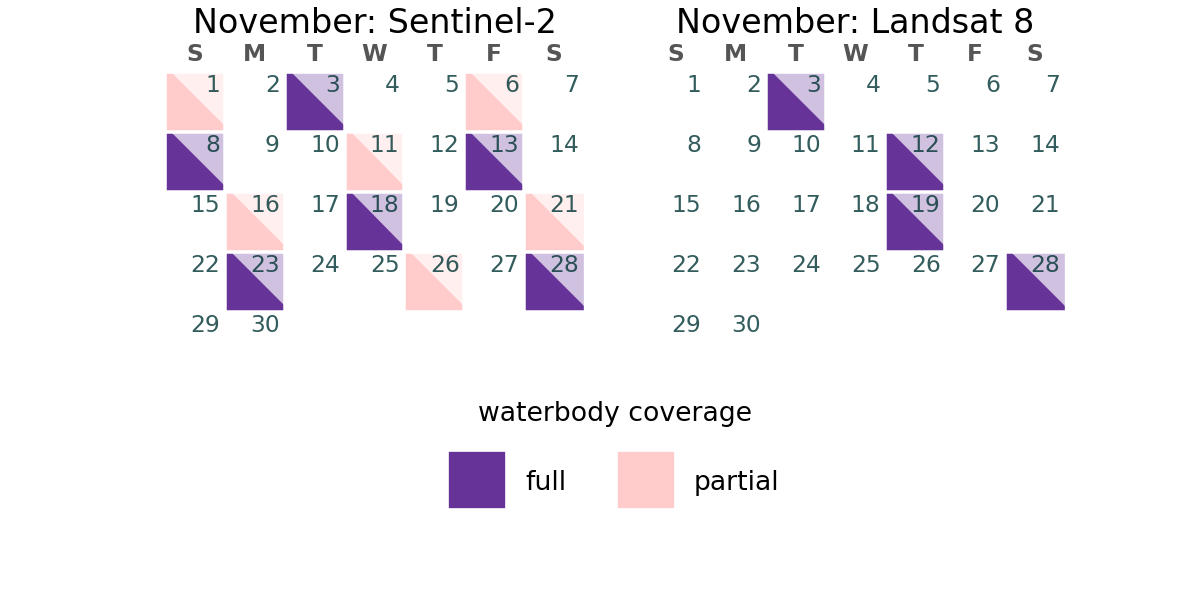 November: Sentinel-2
S M T W T F S
1 2 3 4 5 6 7
8 9 10 11 12 13 14
15 16 17 18 19 20 21
22 23 24 25 26 27 28
29 30
November: Landsat 8
S M T W T F S
1 2 3 4 5 6 7
8 9 10 11 12 13 14
15 16 17 18 19 20 21
22 23 24 25 26 27 28
29 30
waterbody coverage
full
partial